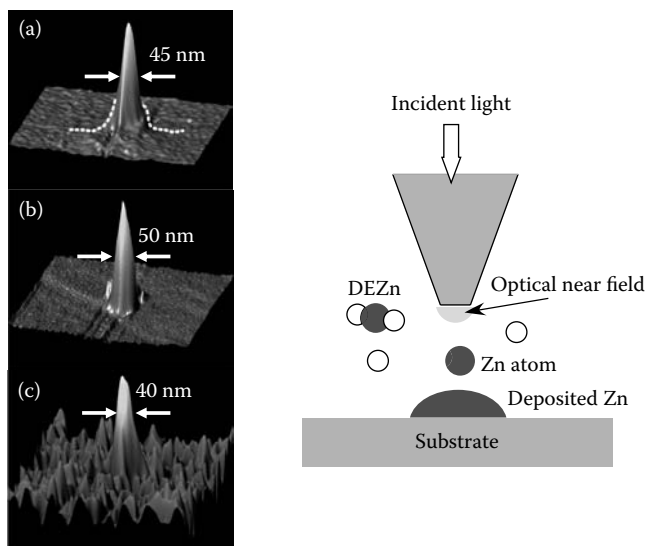 (a)
45 nm
(b)
50 nm
(c)
40 nm
Incident light
DEZn
Optical near field
Zn atom
Deposited Zn
Substrate